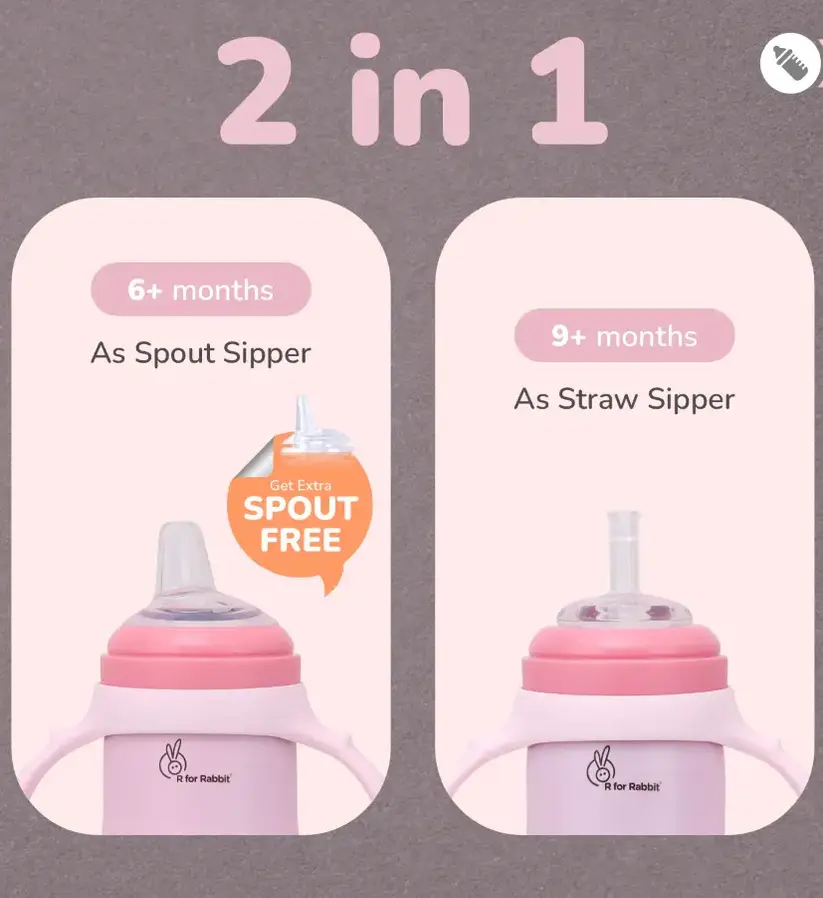 2 in 1
6+ months
As Spout Sipper
Get Extra
SPOUT
FREE
R for Rabbit
9+ months
As Straw Sipper
R for Rabbit